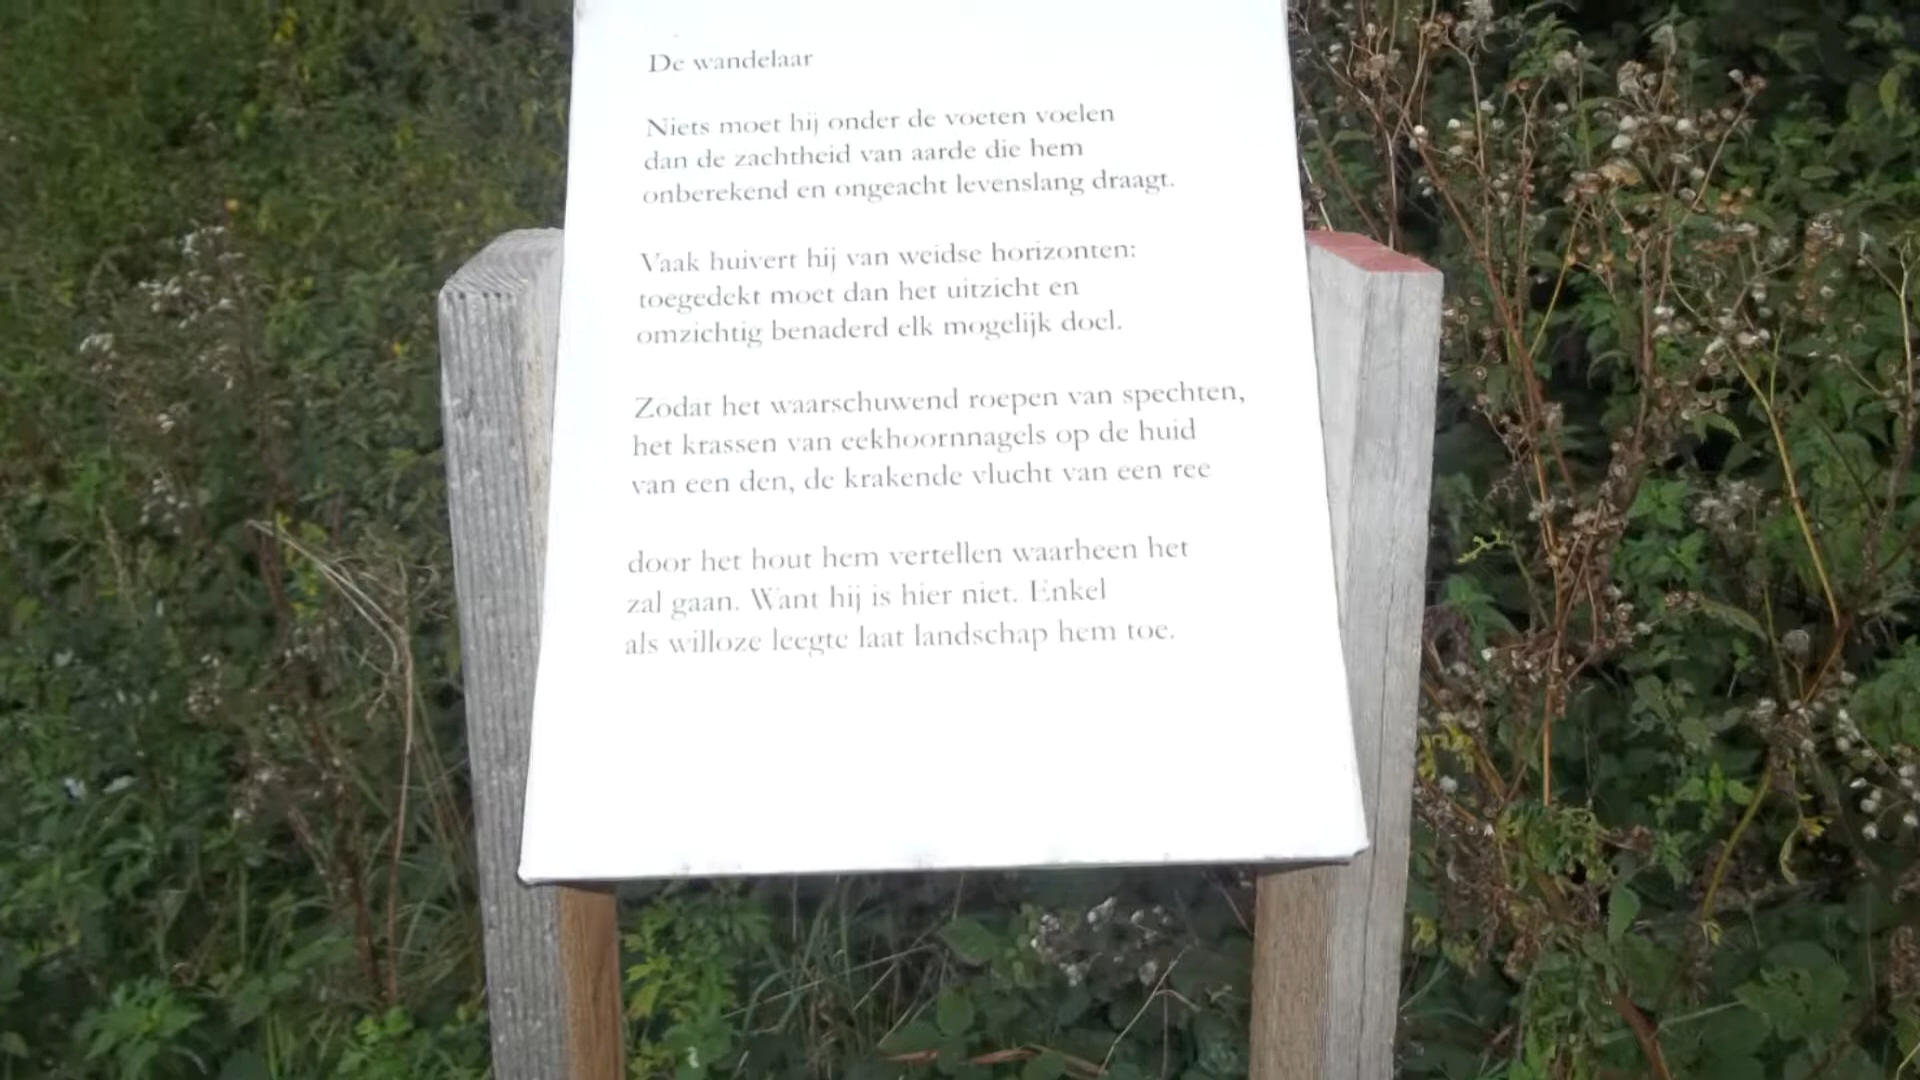 De wandelaar
Niets moet hij onder de voeten voelen
dan de zachtheid van aarde die hem
onberekend en ongeacht levenslang draagt.
Vaak huivert hij van weidse horizonten:
toegedekt moet dan het uitzicht en
omzichtig benaderd elk mogelijk doel.
Zodat het waarschuwend roepen van spechten,
het krassen van eekhoornnagels op de huid
van een den, de krakende vlucht van een ree
door het hout hem vertellen waarheen het
zal gaan. Want hij is hier niet. Enkel
als willoze leegte laat landschap hem toe.